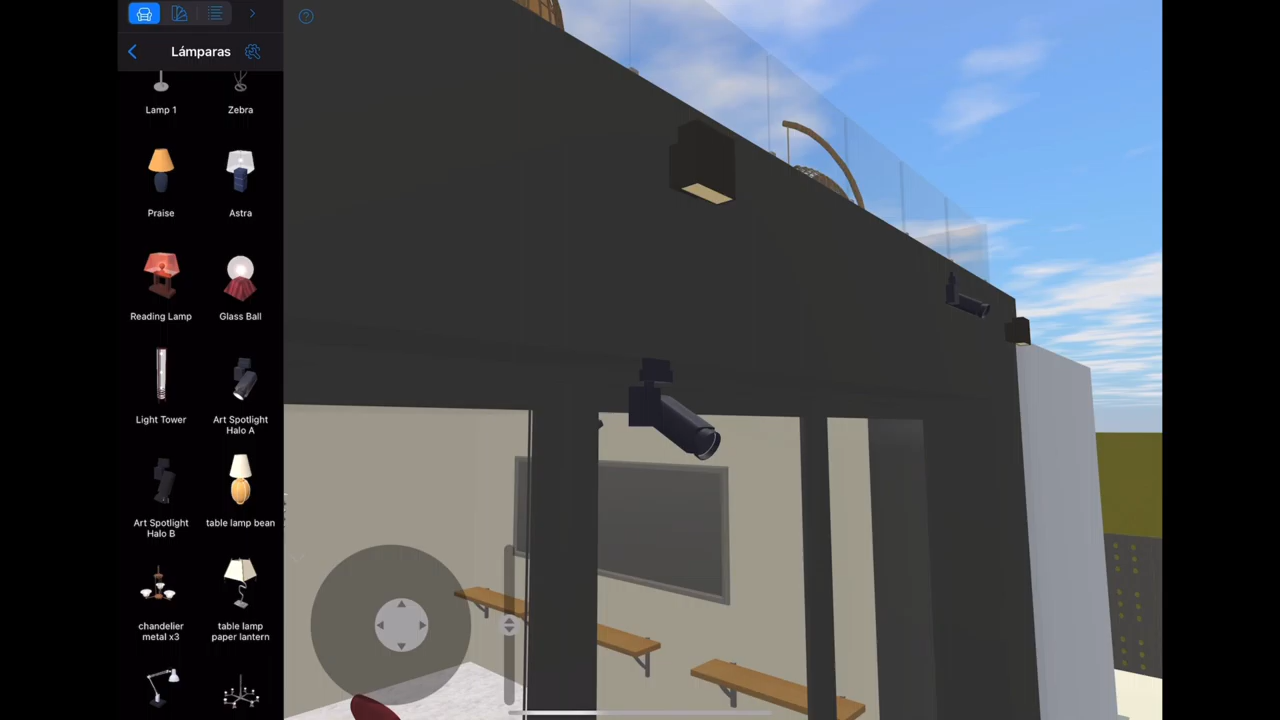 Lámparas
Lamp 1
Zebra
Praise
Astra
Reading Lamp
Glass Ball
Light Tower
Art Spotlight
Halo A
Art Spotlight
Halo B
table lamp bean
chandelier
metal x3
table lamp
paper lantern